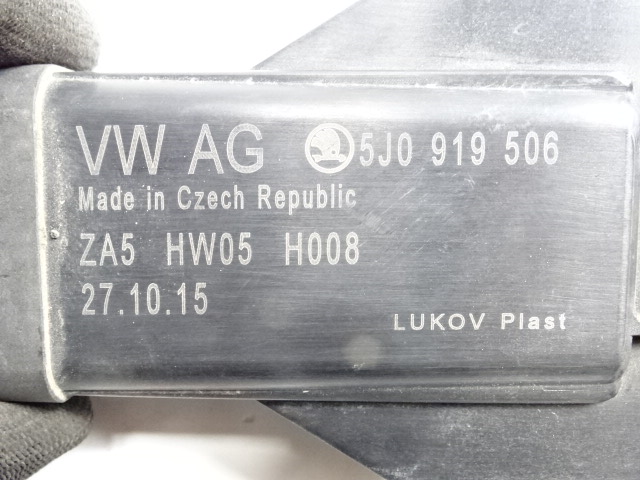 VW AG 5J0 919 506
Made in Czech Republic
ZA5 HW05 H008
27.10.15
LUKOV Plast